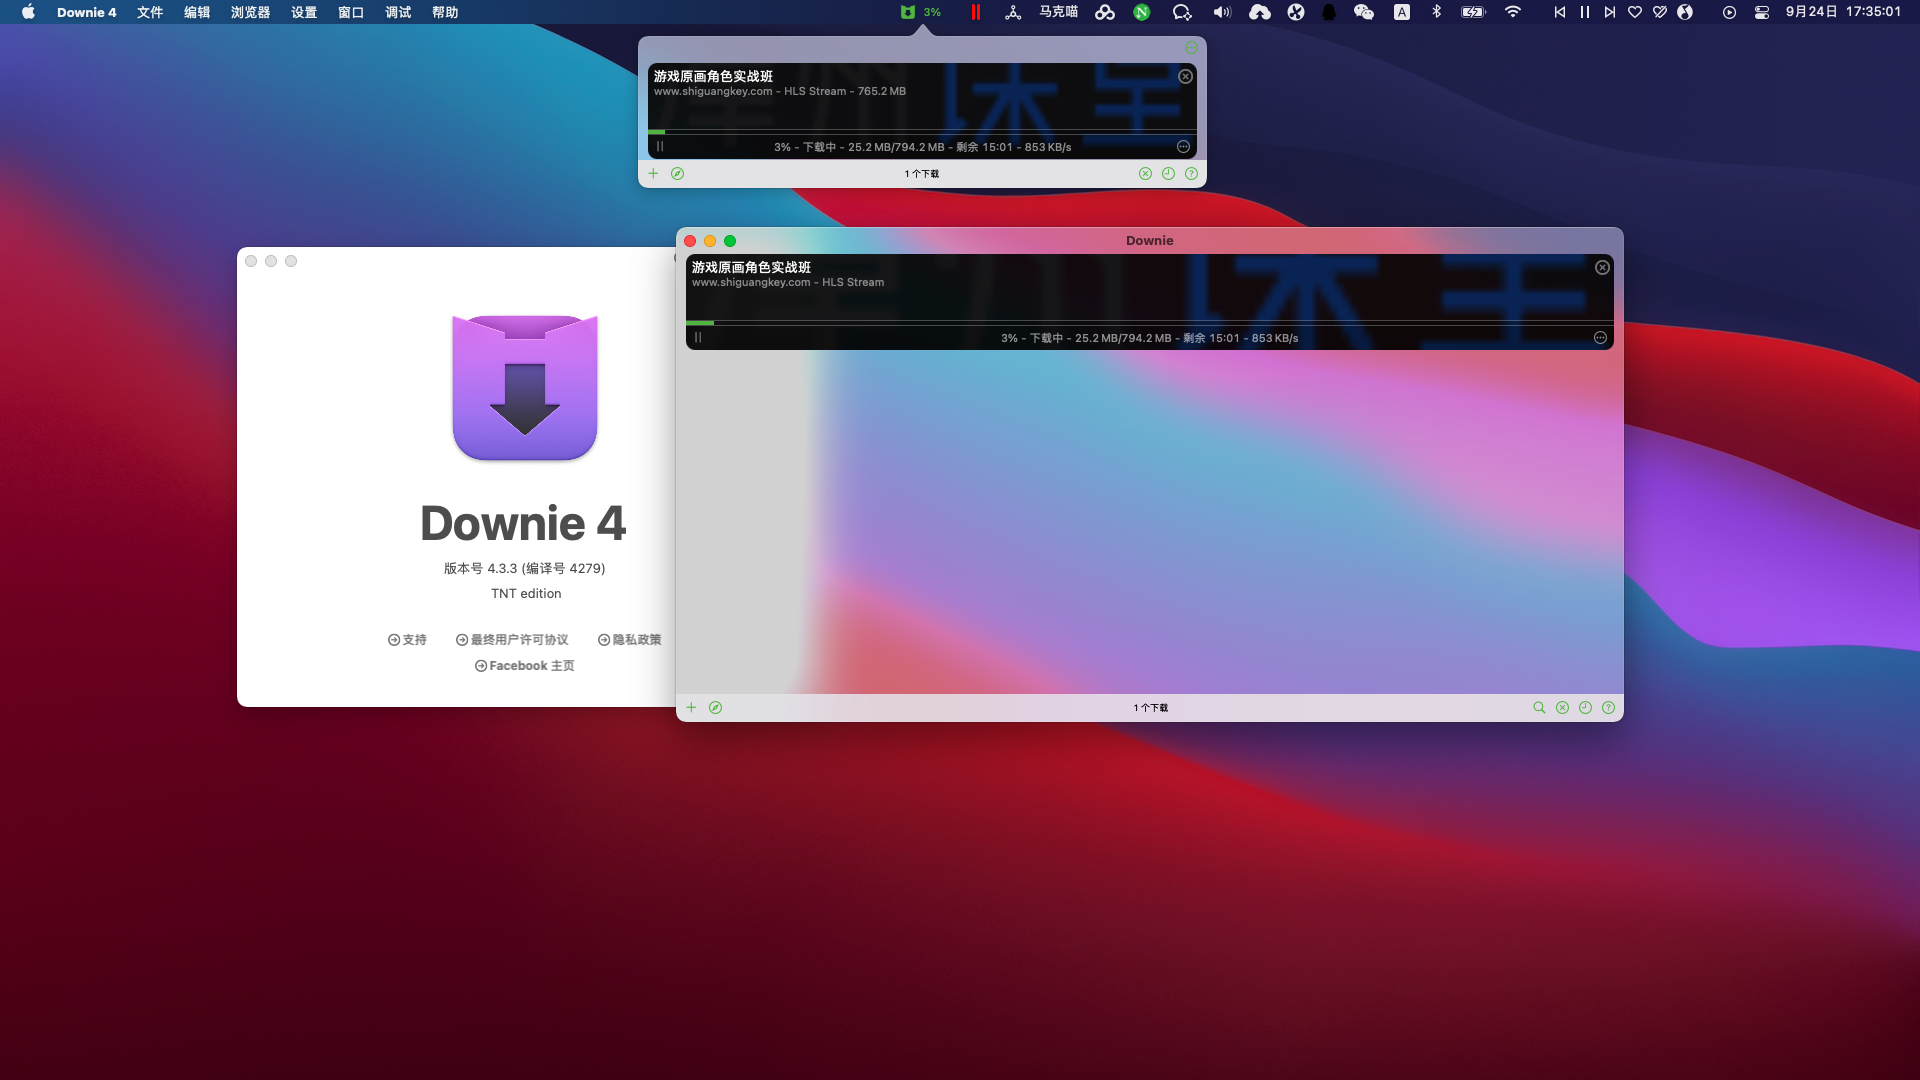 Downie 4 文件 编辑 浏览器 设置 窗口 调试 帮助 3% 马克喵 N A 9月24日 17:35:01
游戏原画角色实战班
www.shiguangkey.com - HLS Stream - 765.2 MB
3% - 下载中 - 25.2 MB/794.2 MB - 剩余 15:01 - 853 KB/s
1 个下载
Downie
游戏原画角色实战班
www.shiguangkey.com - HLS Stream
3% - 下载中 - 25.2 MB/794.2 MB - 剩余 15:01 - 853 KB/s
1 个下载
Downie 4
版本号 4.3.3 (编译号 4279)
TNT edition
支持 最终用户许可协议 隐私政策
Facebook 主页